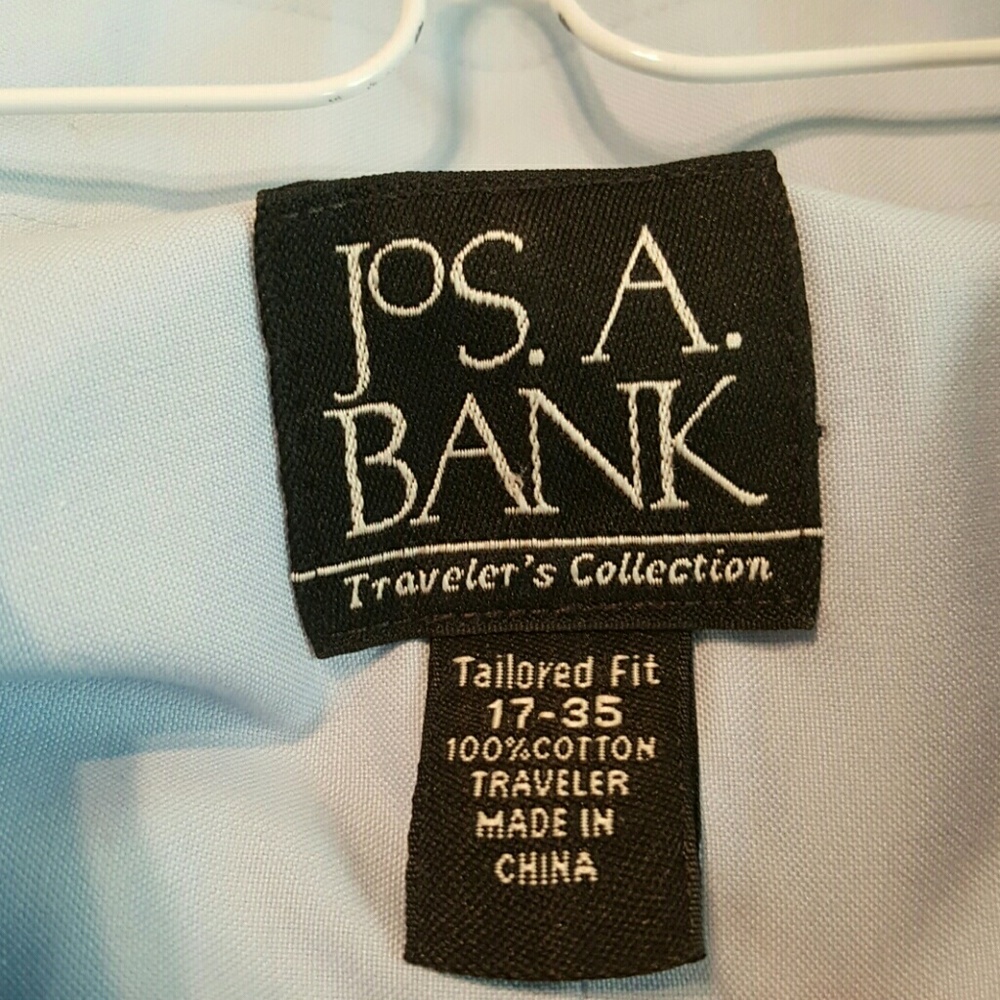 JOS. A.
BANK
Traveler's Collection
Tailored Fit
17-35
100%COTTON
TRAVELER
MADE IN
CHINA